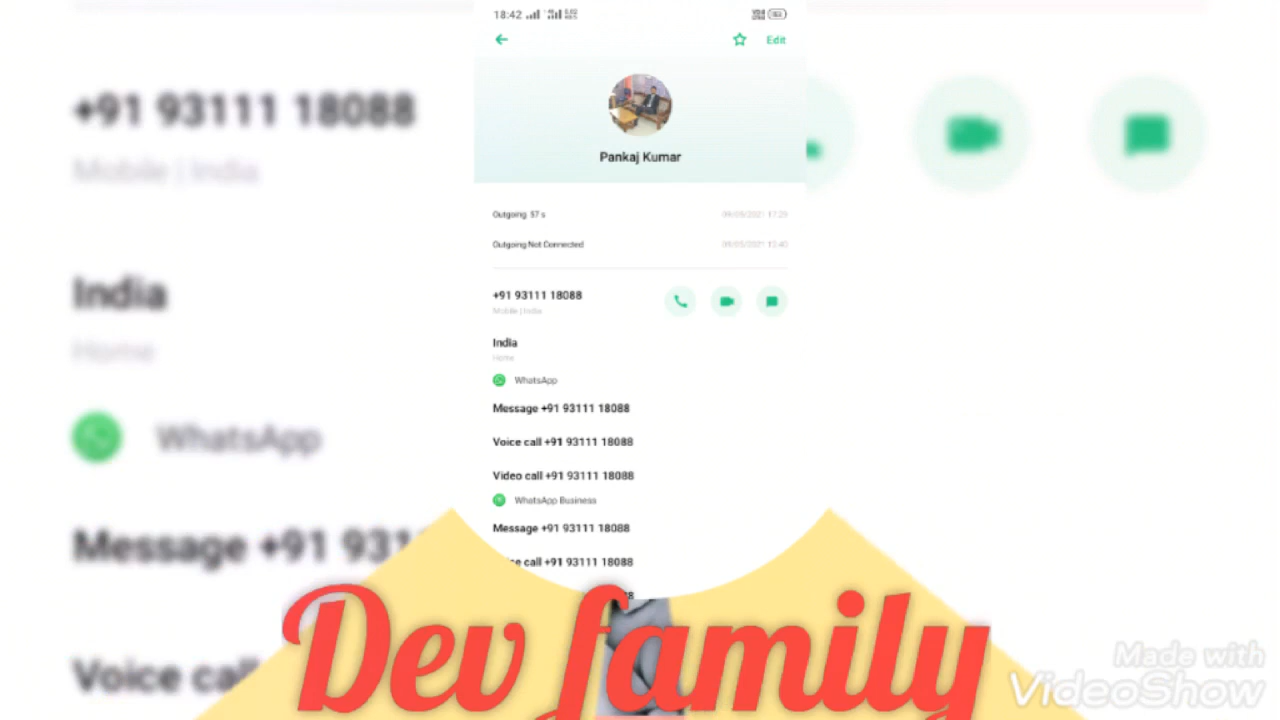 18:42
Edit
Pankaj Kumar
Outgoing 57 s
Outgoing Not Connected
+91 93111 18088
Mobile | India
India
Home
WhatsApp
Message +91 93111 18088
Voice call +91 93111 18088
Video call +91 93111 18088
WhatsApp Business
Message +91 93111 18088
call +91 93111 18088
+91 93111 18088
Mobile | India
India
Home
WhatsApp
Message +91 931
Voice cal
Dev family
Made with
VideoShow